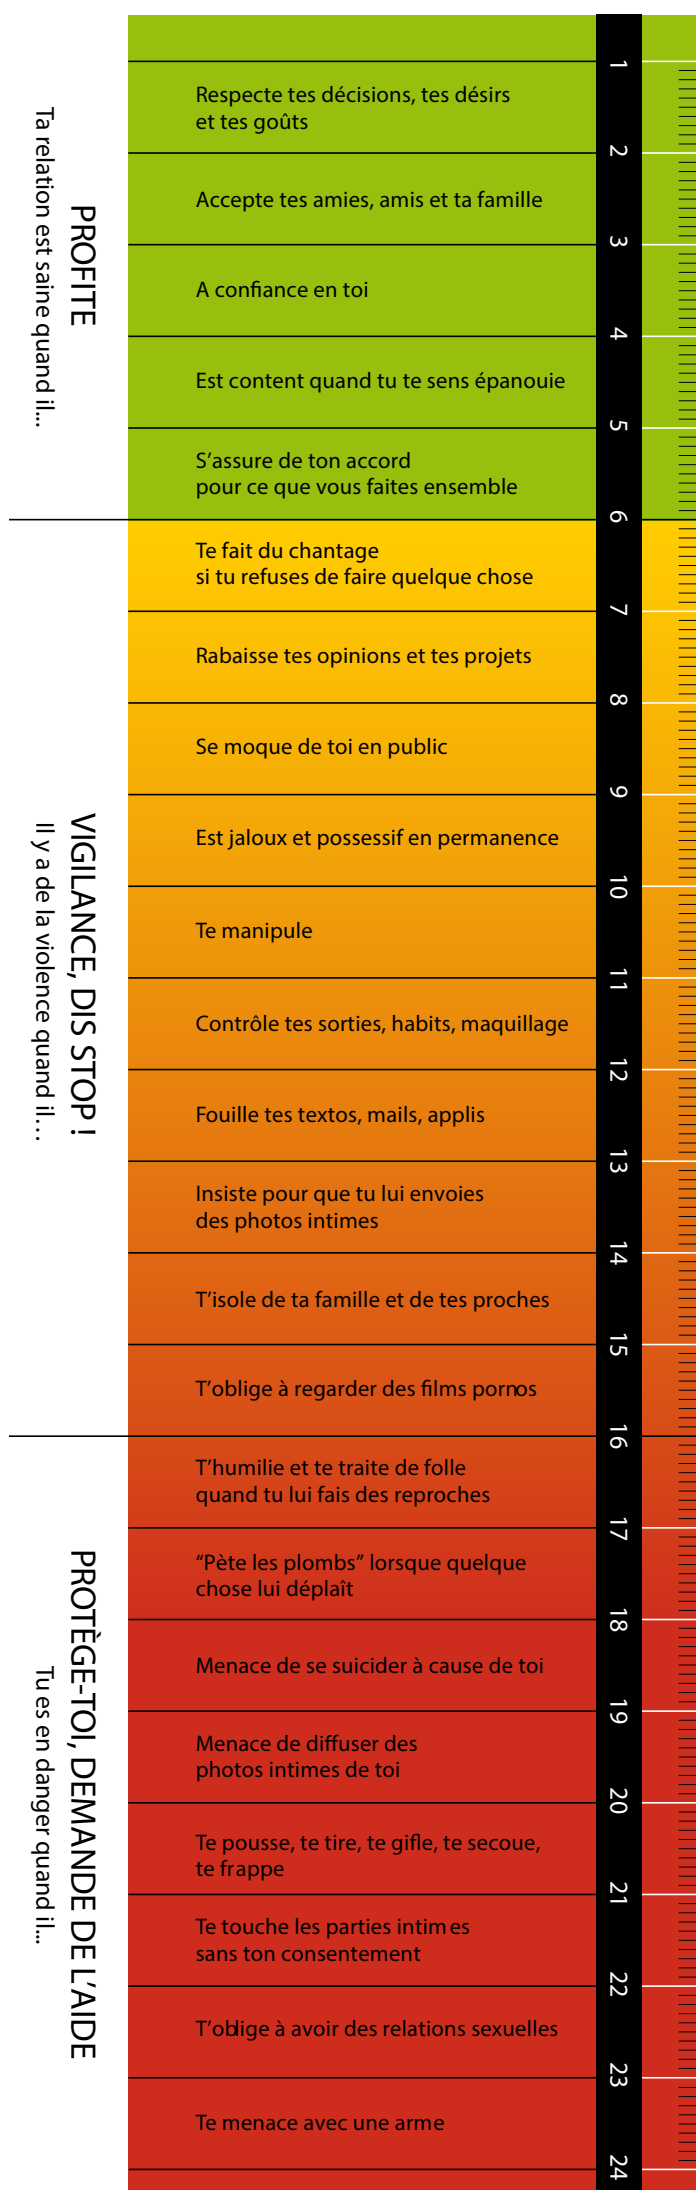 PROFITE
Ta relation est saine quand il...
1
Respecte tes décisions, tes désirs
et tes goûts
2
Accepte tes amies, amis et ta famille
3
A confiance en toi
4
Est content quand tu te sens épanouie
5
S'assure de ton accord
pour ce que vous faites ensemble
6
VIGILANCE, DIS STOP !
Il y a de la violence quand il…
Te fait du chantage
si tu refuses de faire quelque chose
7
Rabaisse tes opinions et tes projets
8
Se moque de toi en public
9
Est jaloux et possessif en permanence
10
Te manipule
11
Contrôle tes sorties, habits, maquillage
12
Fouille tes textos, mails, applis
13
Insiste pour que tu lui envoies
des photos intimes
14
T'isole de ta famille et de tes proches
15
T'oblige à regarder des films pornos
16
PROTÈGE-TOI, DEMANDE DE L'AIDE
Tu es en danger quand il...
T'humilie et te traite de folle
quand tu lui fais des reproches
17
“Pète les plombs” lorsque quelque
chose lui déplaît
18
Menace de se suicider à cause de toi
19
Menace de diffuser des
photos intimes de toi
20
Te pousse, te tire, te gifle, te secoue,
te frappe
21
Te touche les parties intimes
sans ton consentement
22
T'oblige à avoir des relations sexuelles
23
Te menace avec une arme
24